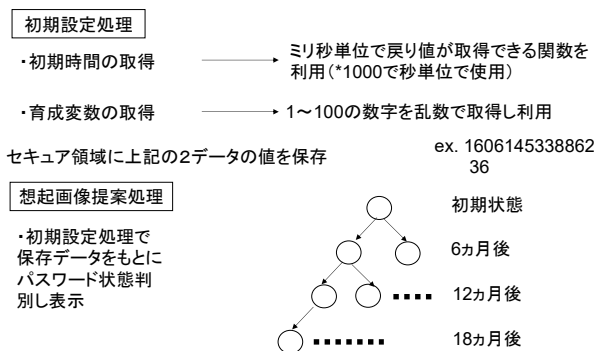 初期設定処理
・初期時間の取得
ミリ秒単位で戻り値が取得できる関数を
利用(*1000で秒単位で使用)
・育成変数の取得
1～100の数字を乱数で取得し利用
セキュア領域に上記の2データの値を保存
ex. 1606145338862
36
想起画像提案処理
・初期設定処理で
保存データをもとに
パスワード状態判
別し表示
初期状態
6ヵ月後
12ヵ月後
18ヵ月後